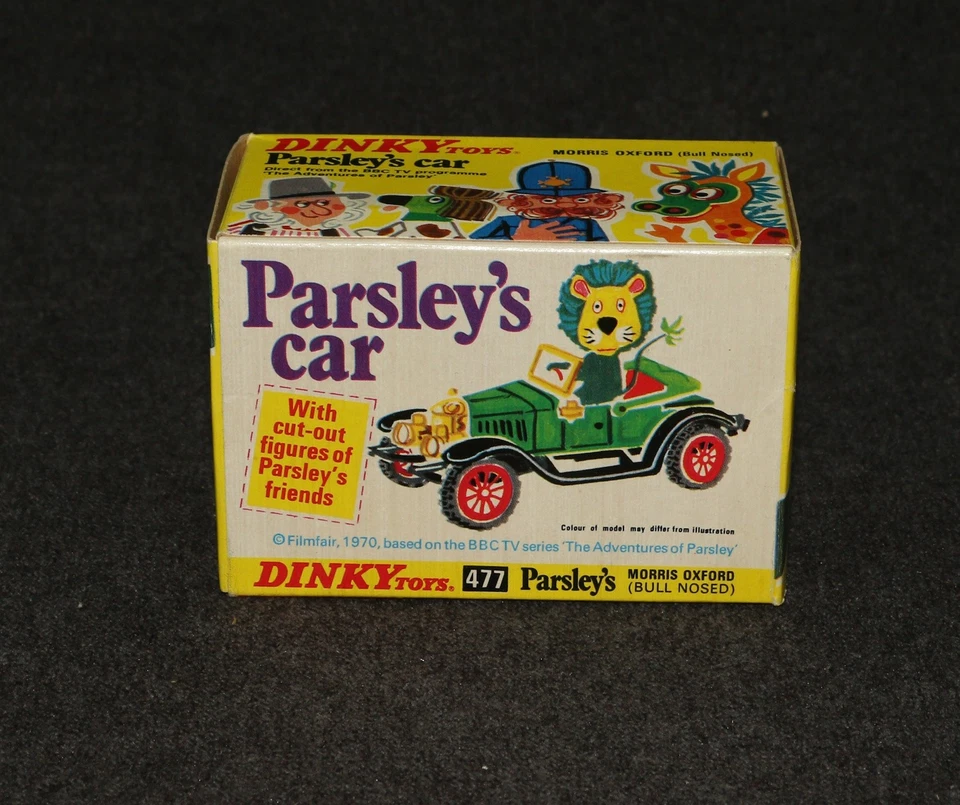 DINKY TOYS®
Parsley's car
MORRIS OXFORD (Bull Nosed)
Direct from the BBC TV programme
'The Adventures of Parsley'
Parsley's
car
With
cut-out
figures of
Parsley's
friends
Colour of model may differ from illustration
© Filmfair, 1970, based on the BBC TV series 'The Adventures of Parsley'
DINKY TOYS® 477 Parsley's MORRIS OXFORD
(BULL NOSED)